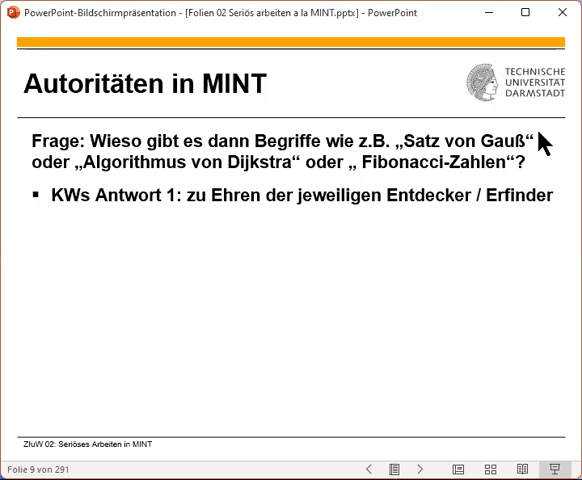 PowerPoint-Bildschirmpräsentation - [Folien 02 Seriös arbeiten a la MINT.pptx] - PowerPoint
Autoritäten in MINT
TECHNISCHE
UNIVERSITÄT
DARMSTADT
Frage: Wieso gibt es dann Begriffe wie z.B. „Satz von Gauß“
oder „Algorithmus von Dijkstra“ oder „ Fibonacci-Zahlen“?
▪ KWs Antwort 1: zu Ehren der jeweiligen Entdecker / Erfinder
ZIuW 02: Seriöses Arbeiten in MINT
Folie 9 von 291